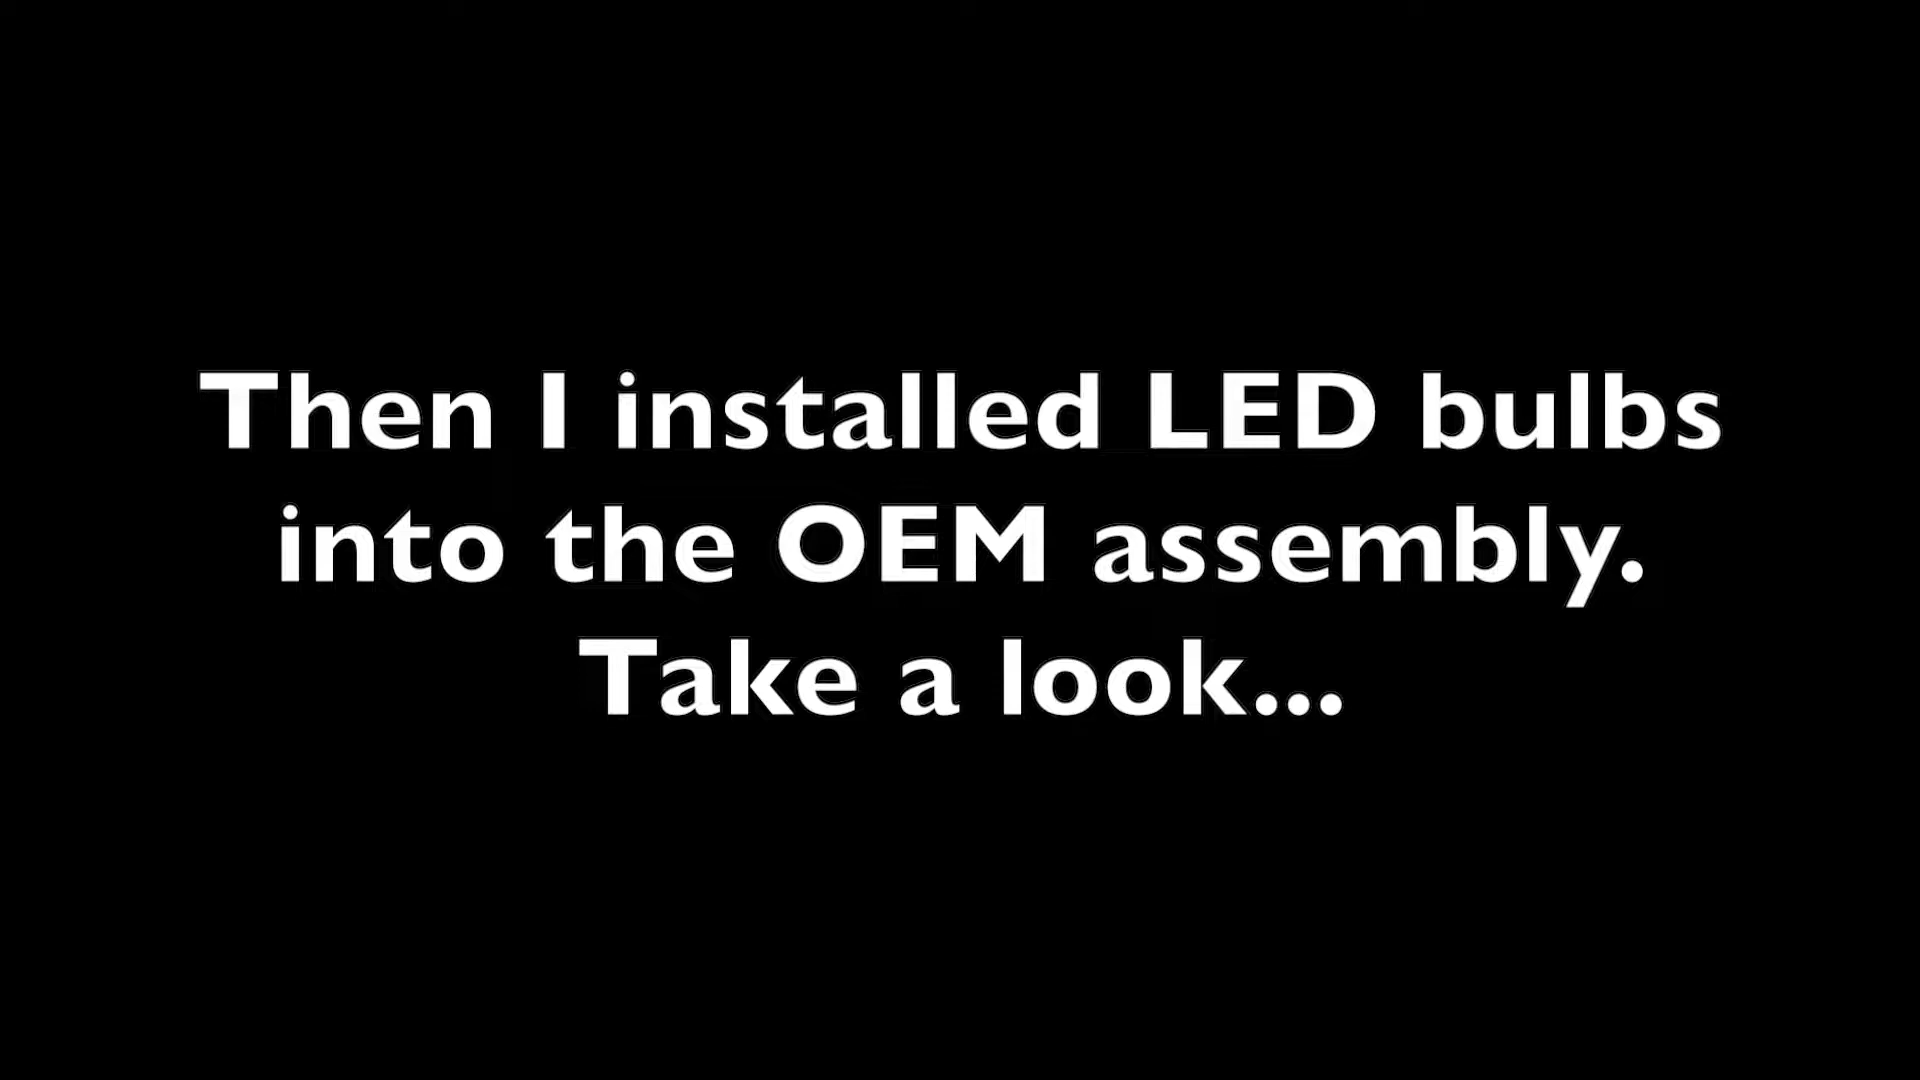 Then I installed LED bulbs
into the OEM assembly.
Take a look...